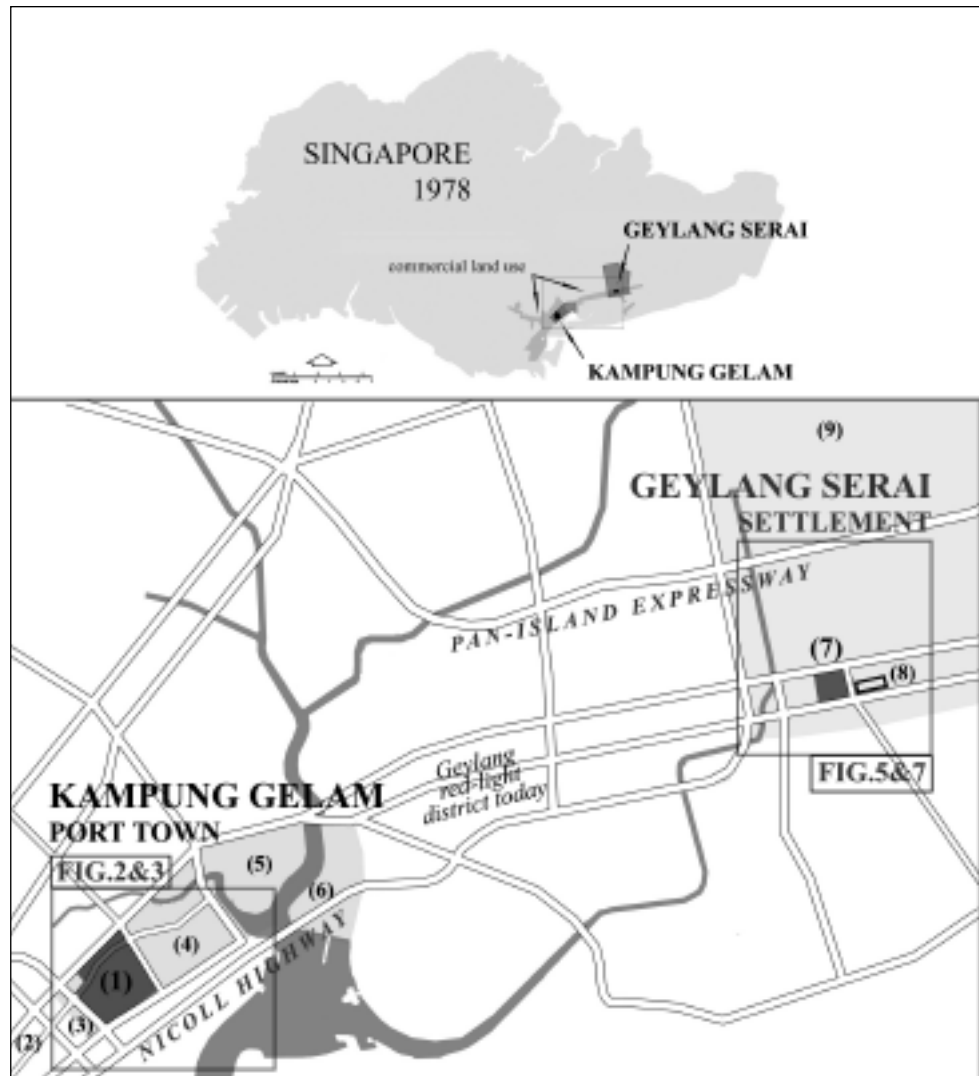 SINGAPORE
1978
GEYLANG SERAI
commercial land use
KAMPUNG GELAM
(9)
GEYLANG SERAI
SETTLEMENT
PAN-ISLAND EXPRESSWAY
(7)
(8)
FIG.5&7
Geylang
red-light
district today
KAMPUNG GELAM
PORT TOWN
FIG.2&3
(5)
(6)
(4)
(1)
(3)
(2)
NICOLL HIGHWAY